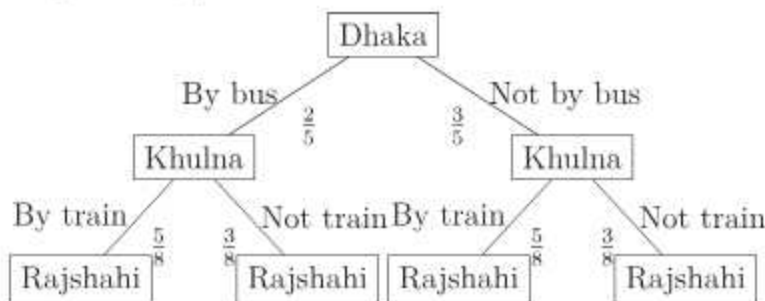 Dhaka
By bus Not by bus
2/5 3/5
Khulna Khulna
By train Not train By train Not train
5/8 3/8 5/8 3/8
Rajshahi Rajshahi Rajshahi Rajshahi